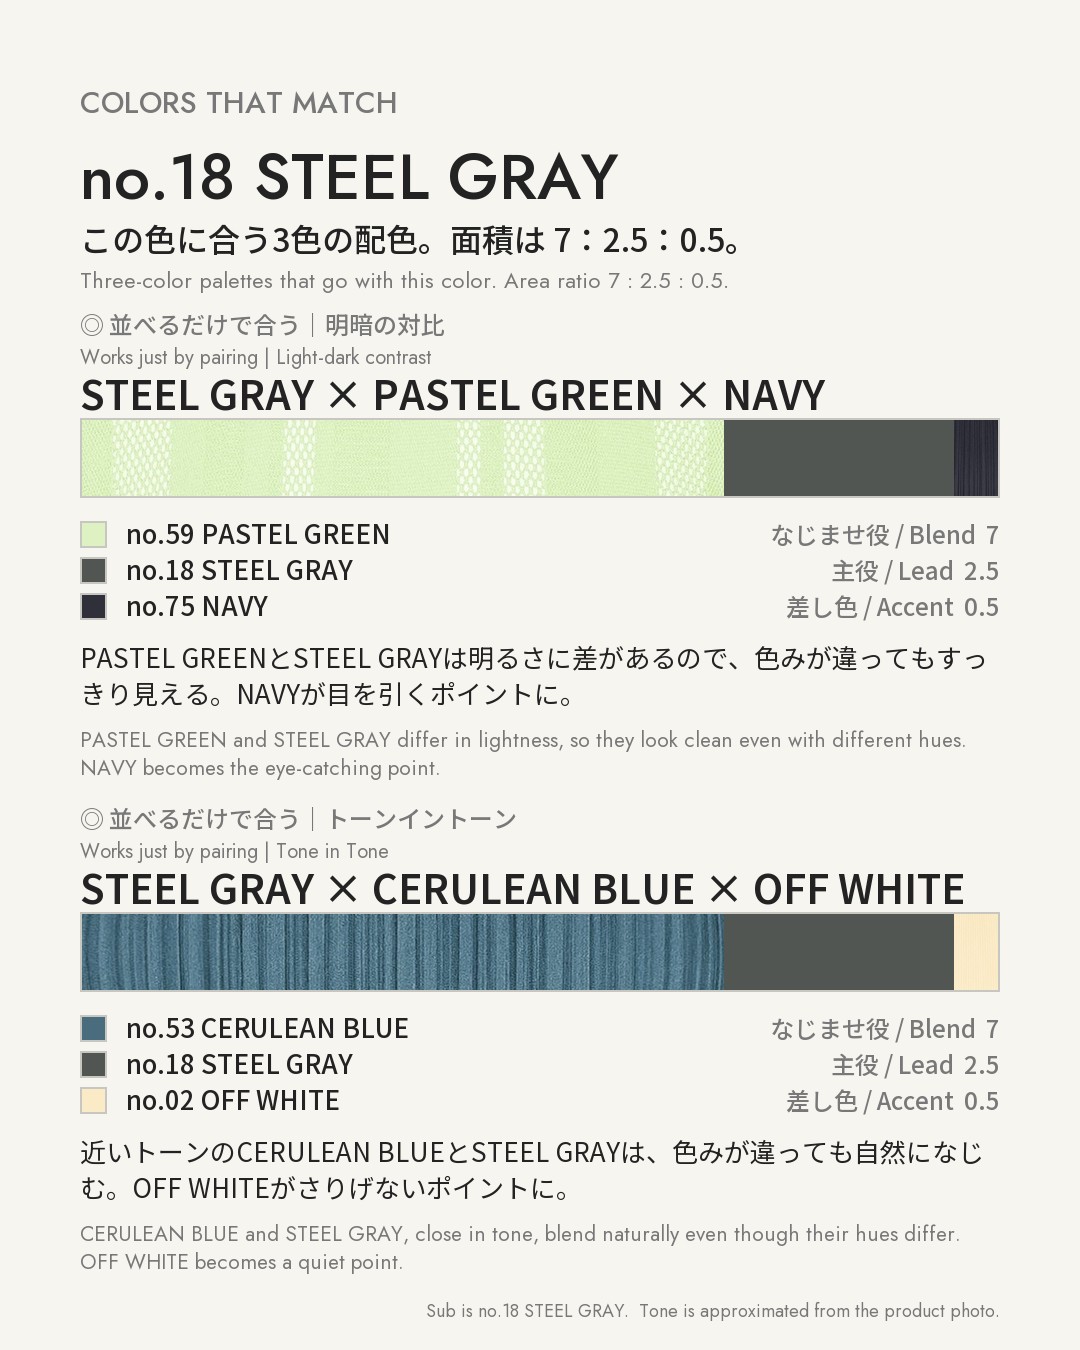 COLORS THAT MATCH
no.18 STEEL GRAY
この色に合う3色の配色。面積は 7：2.5：0.5。
Three-color palettes that go with this color. Area ratio 7 : 2.5 : 0.5.
◎ 並べるだけで合う｜明暗の対比
Works just by pairing | Light-dark contrast
STEEL GRAY × PASTEL GREEN × NAVY
no.59 PASTEL GREEN なじませ役 / Blend 7
no.18 STEEL GRAY 主役 / Lead 2.5
no.75 NAVY 差し色 / Accent 0.5
PASTEL GREENとSTEEL GRAYは明るさに差があるので、色みが違ってもすっ
きり見える。NAVYが目を引くポイントに。
PASTEL GREEN and STEEL GRAY differ in lightness, so they look clean even with different hues.
NAVY becomes the eye-catching point.
◎ 並べるだけで合う｜トーンイントーン
Works just by pairing | Tone in Tone
STEEL GRAY × CERULEAN BLUE × OFF WHITE
no.53 CERULEAN BLUE なじませ役 / Blend 7
no.18 STEEL GRAY 主役 / Lead 2.5
no.02 OFF WHITE 差し色 / Accent 0.5
近いトーンのCERULEAN BLUEとSTEEL GRAYは、色みが違っても自然になじ
む。OFF WHITEがさりげないポイントに。
CERULEAN BLUE and STEEL GRAY, close in tone, blend naturally even though their hues differ.
OFF WHITE becomes a quiet point.
Sub is no.18 STEEL GRAY. Tone is approximated from the product photo.